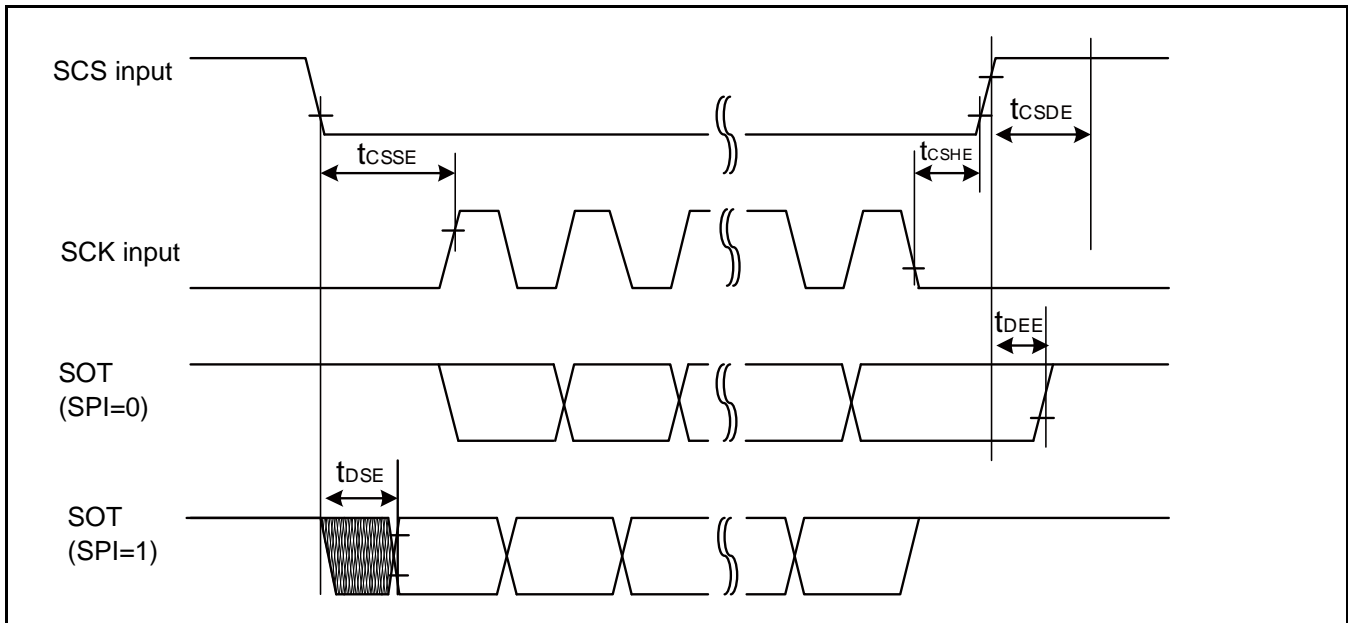 SCS input
tCSDE
tCSSE
tCSHE
SCK input
tDEE
SOT
(SPI=0)
tDSE
SOT
(SPI=1)